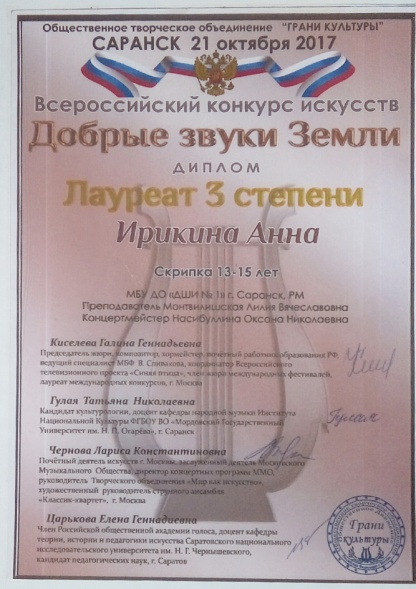 Общественное творческое объединение "ГРАНИ КУЛЬТУРЫ"
САРАНСК 21 октября 2017
Всероссийский конкурс искусств
Добрые звуки Земли
ДИПЛОМ
Лауреат 3 степени
Ирикина Анна
Скрипка 13-15 лет
МБУ ДО «ДШИ № 1» г. Саранск, РМ
Преподаватель Монтвилишская Лилия Вячеславовна
Концертмейстер Насибуллина Оксана Николаевна
Киселева Галина Геннадьевна
Председатель жюри, композитор, хормейстер, почётный работник образования РФ,
ведущий специалист МБФ В. Спивакова, координатор Всероссийского
телевизионного проекта «Синяя птица», член жюри международных фестивалей,
лауреат международных конкурсов, г. Москва
Гулая Татьяна Николаевна
Кандидат культурологии, доцент кафедры народной музыки Института
Национальной Культуры ФГБОУ ВО «Мордовский Государственный
Университет им. Н. П. Огарёва», г. Саранск
Чернова Лариса Константиновна
Почётный деятель искусств г. Москвы, заслуженный деятель Московского
Музыкального Общества, директор концертных программ ММО,
руководитель Творческого объединения «Мир как искусство»,
художественный руководитель струнного ансамбля
«Классик-квартет», г. Москва
Царькова Елена Геннадиевна
Член Российской общественной академии голоса, доцент кафедры
теории, истории и педагогики искусства Саратовского национального
исследовательского университета им. Н. Г. Чернышевского,
кандидат педагогических наук, г. Саратов
Грани
культуры